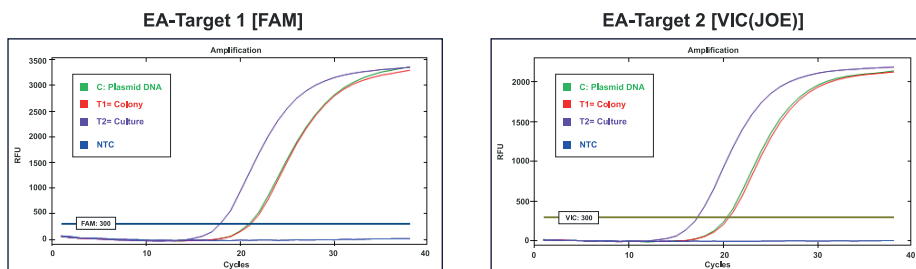 EA-Target 1 [FAM]
Amplification
3500
3000
2500
2000
1500
1000
500
0
RFU
C: Plasmid DNA
T1= Colony
T2= Culture
NTC
FAM: 300
0
10
20
30
40
Cycles
EA-Target 2 [VIC(JOE)]
Amplification
2000
1500
1000
500
0
RFU
C: Plasmid DNA
T1= Colony
T2= Culture
NTC
VIC: 300
0
10
20
30
40
Cycles